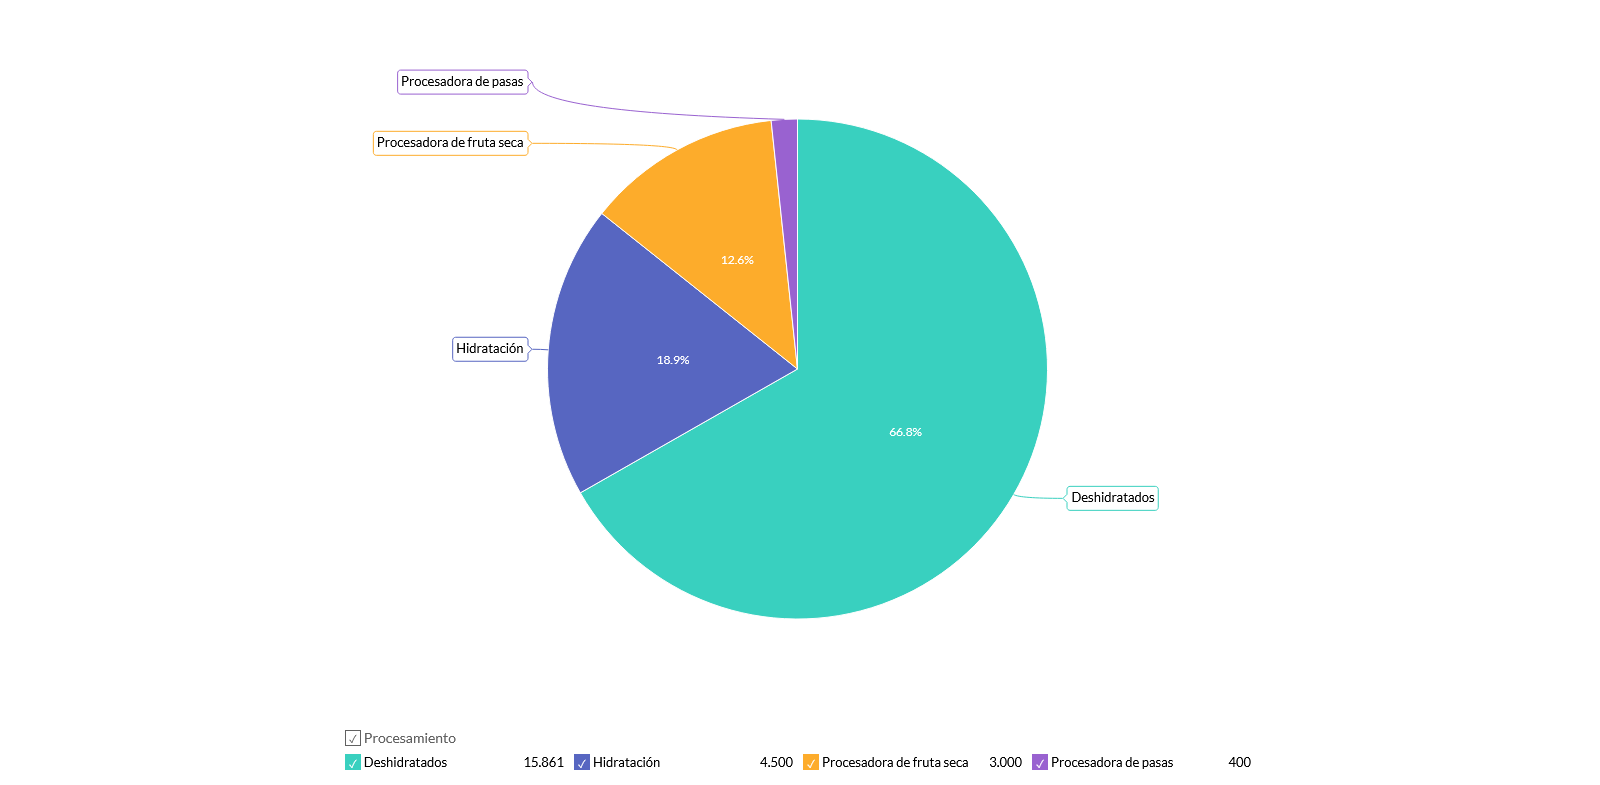 Procesadora de pasas
Procesadora de fruta seca
12.6%
Hidratación
18.9%
66.8%
Deshidratados
Procesamiento
Deshidratados 15.861 Hidratación 4.500 Procesadora de fruta seca 3.000 Procesadora de pasas 400